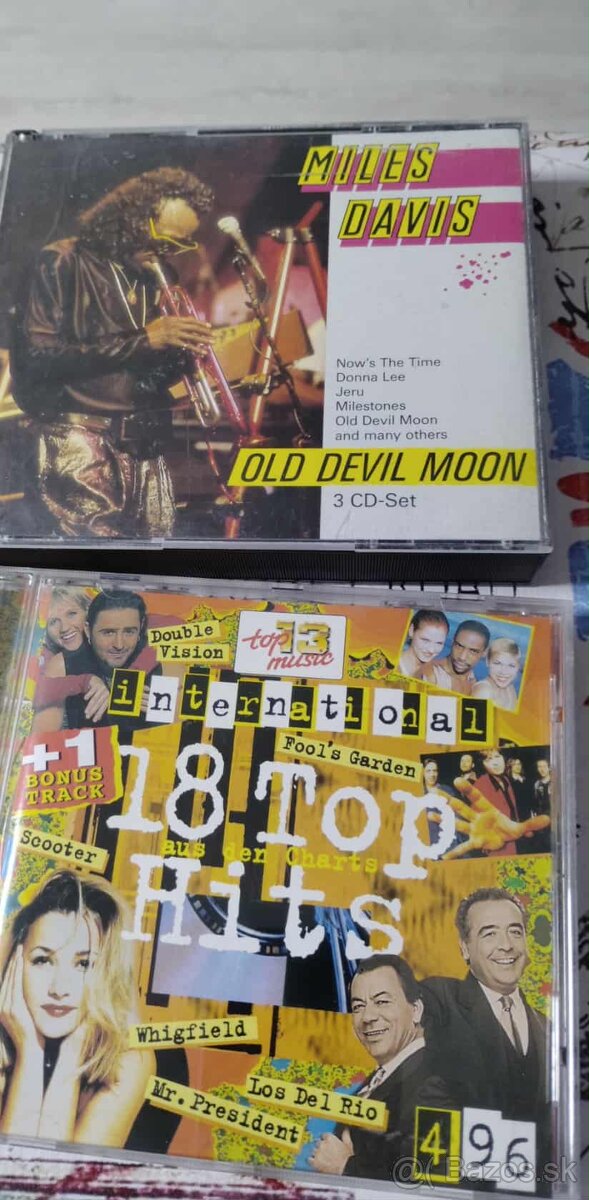 MILES
DAVIS
Now's The Time
Donna Lee
Jeru
Milestones
Old Devil Moon
and many others
OLD DEVIL MOON
3 CD-Set
Double
Vision
top 13
music
international
+1
BONUS
TRACK
Fool's Garden
18 Top
aus den Charts
Hits
Scooter
Whigfield
Los Del Rio
Mr. President
4 96
Bazos.sk